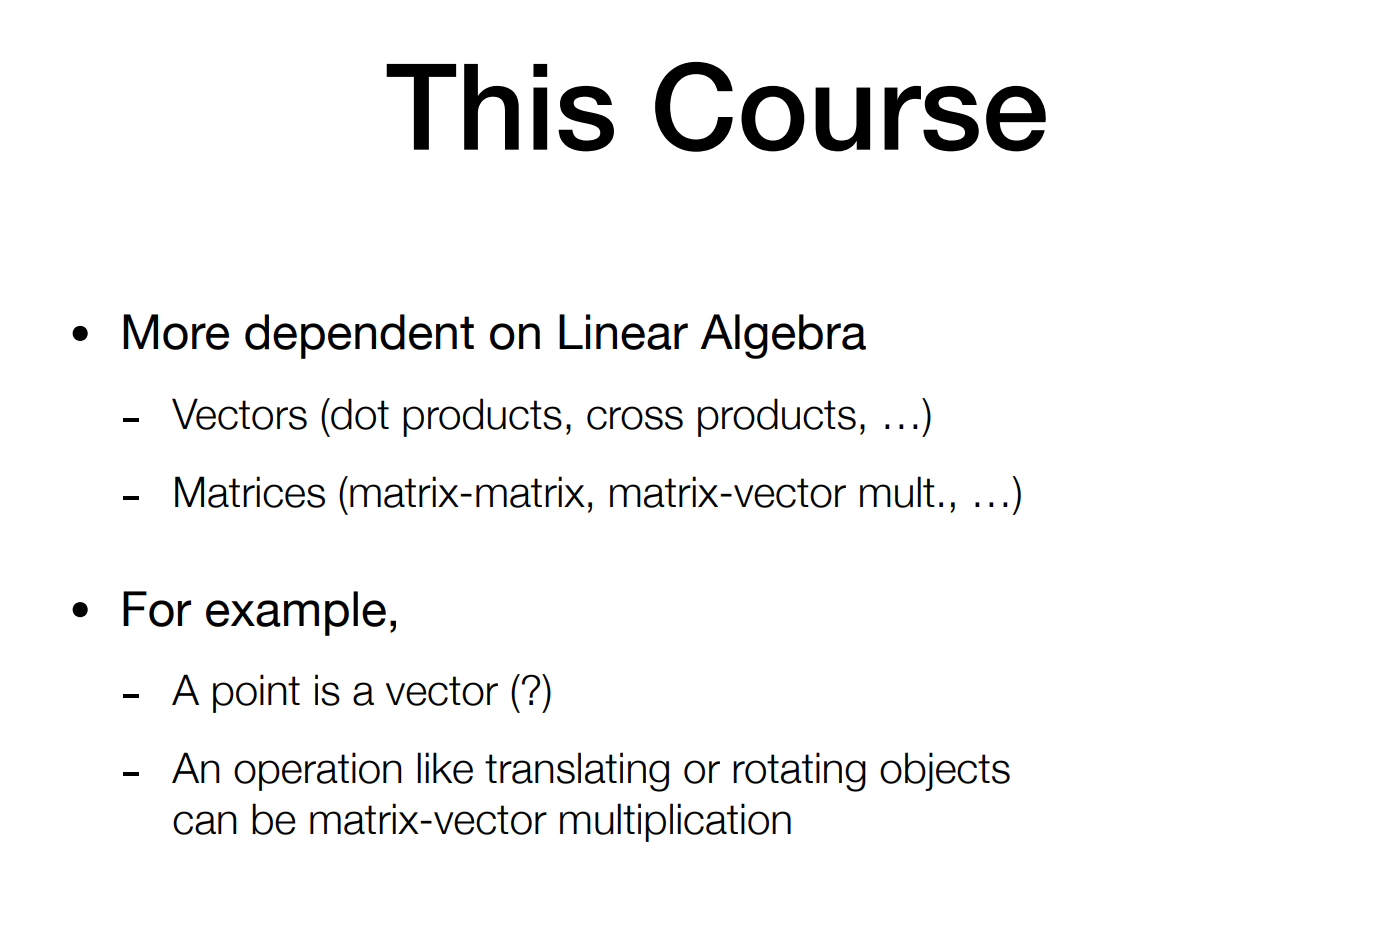 This Course
• More dependent on Linear Algebra
- Vectors (dot products, cross products, …)
- Matrices (matrix-matrix, matrix-vector mult., …)
• For example,
- A point is a vector (?)
- An operation like translating or rotating objects
can be matrix-vector multiplication